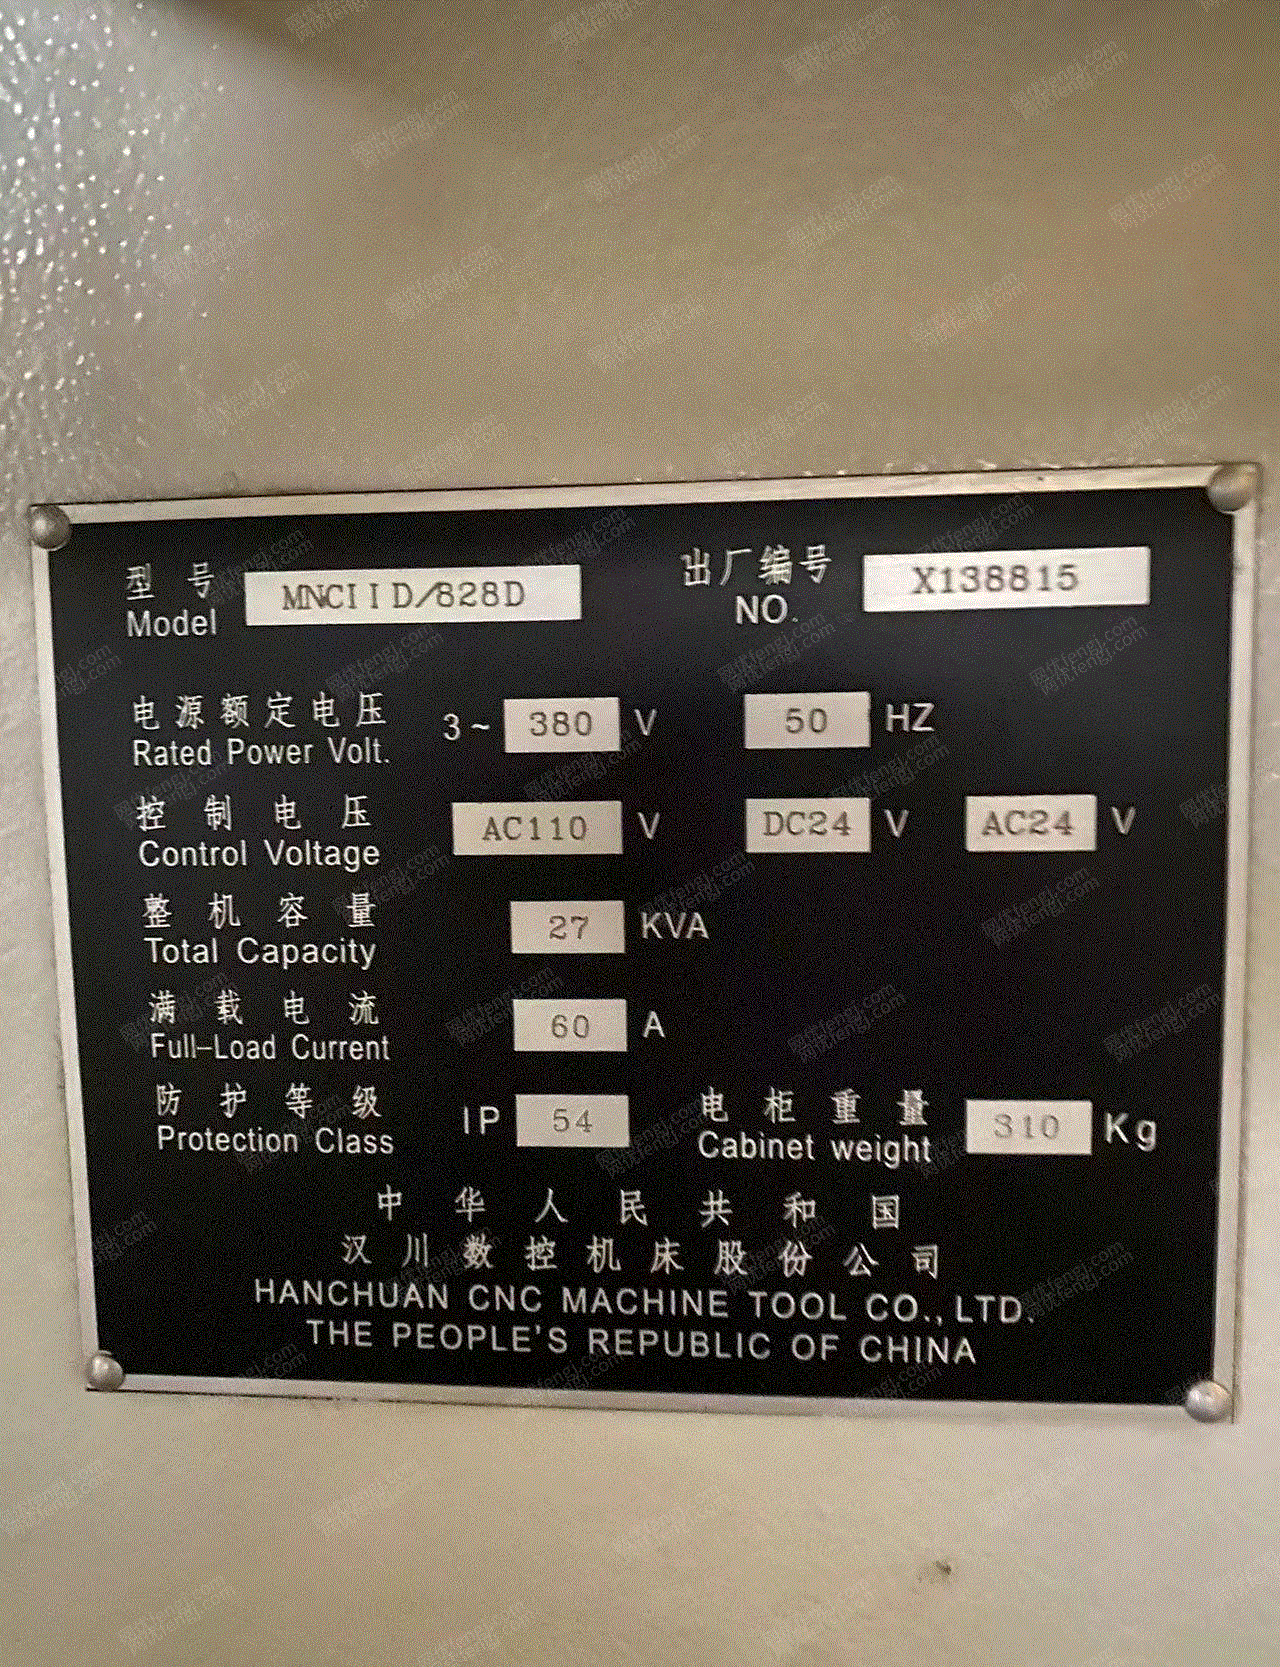 型号 MNCIID/828D 出厂编号 X138815
Model NO.
电源额定电压 3~ 380 V 50 HZ
Rated Power Volt.
控制电压 AC110 V DC24 V AC24 V
Control Voltage
整机容量 27 KVA
Total Capacity
满载电流 60 A
Full-Load Current
防护等级 IP 54 电柜重量 310 Kg
Protection Class Cabinet weight
中华人民共和国
汉川数控机床股份公司
HANCHUAN CNC MACHINE TOOL CO.,LTD.
THE PEOPLE'S REPUBLIC OF CHINA